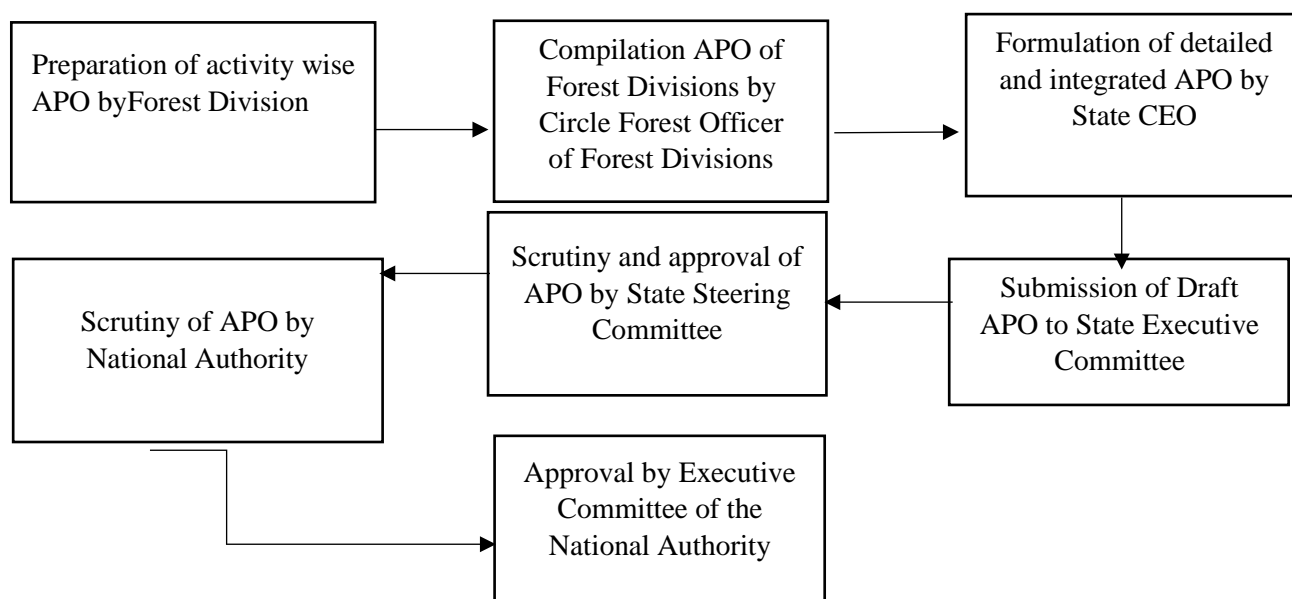 Preparation of activity wise
APO byForest Division
Compilation APO of
Forest Divisions by
Circle Forest Officer
of Forest Divisions
Formulation of detailed
and integrated APO by
State CEO
Submission of Draft
APO to State Executive
Committee
Scrutiny and approval of
APO by State Steering
Committee
Scrutiny of APO by
National Authority
Approval by Executive
Committee of the
National Authority